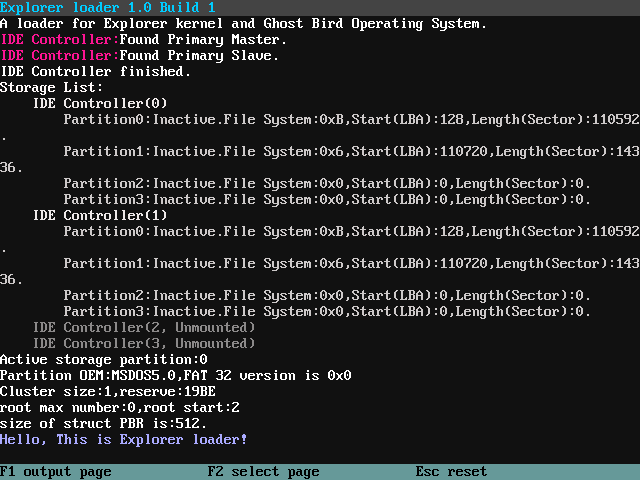 Explorer loader 1.0 Build 1
A loader for Explorer kernel and Ghost Bird Operating System.
IDE Controller:Found Primary Master.
IDE Controller:Found Primary Slave.
IDE Controller finished.
Storage List:
IDE Controller(0)
Partition0:Inactive.File System:0xB,Start(LBA):128,Length(Sector):110592
.
Partition1:Inactive.File System:0x6,Start(LBA):110720,Length(Sector):143
36.
Partition2:Inactive.File System:0x0,Start(LBA):0,Length(Sector):0.
Partition3:Inactive.File System:0x0,Start(LBA):0,Length(Sector):0.
IDE Controller(1)
Partition0:Inactive.File System:0xB,Start(LBA):128,Length(Sector):110592
.
Partition1:Inactive.File System:0x6,Start(LBA):110720,Length(Sector):143
36.
Partition2:Inactive.File System:0x0,Start(LBA):0,Length(Sector):0.
Partition3:Inactive.File System:0x0,Start(LBA):0,Length(Sector):0.
IDE Controller(2, Unmounted)
IDE Controller(3, Unmounted)
Active storage partition:0
Partition OEM:MSDOS5.0,FAT 32 version is 0x0
Cluster size:1,reserve:19BE
root max number:0,root start:2
size of struct PBR is:512.
Hello, This is Explorer loader!
F1 output page F2 select page Esc reset